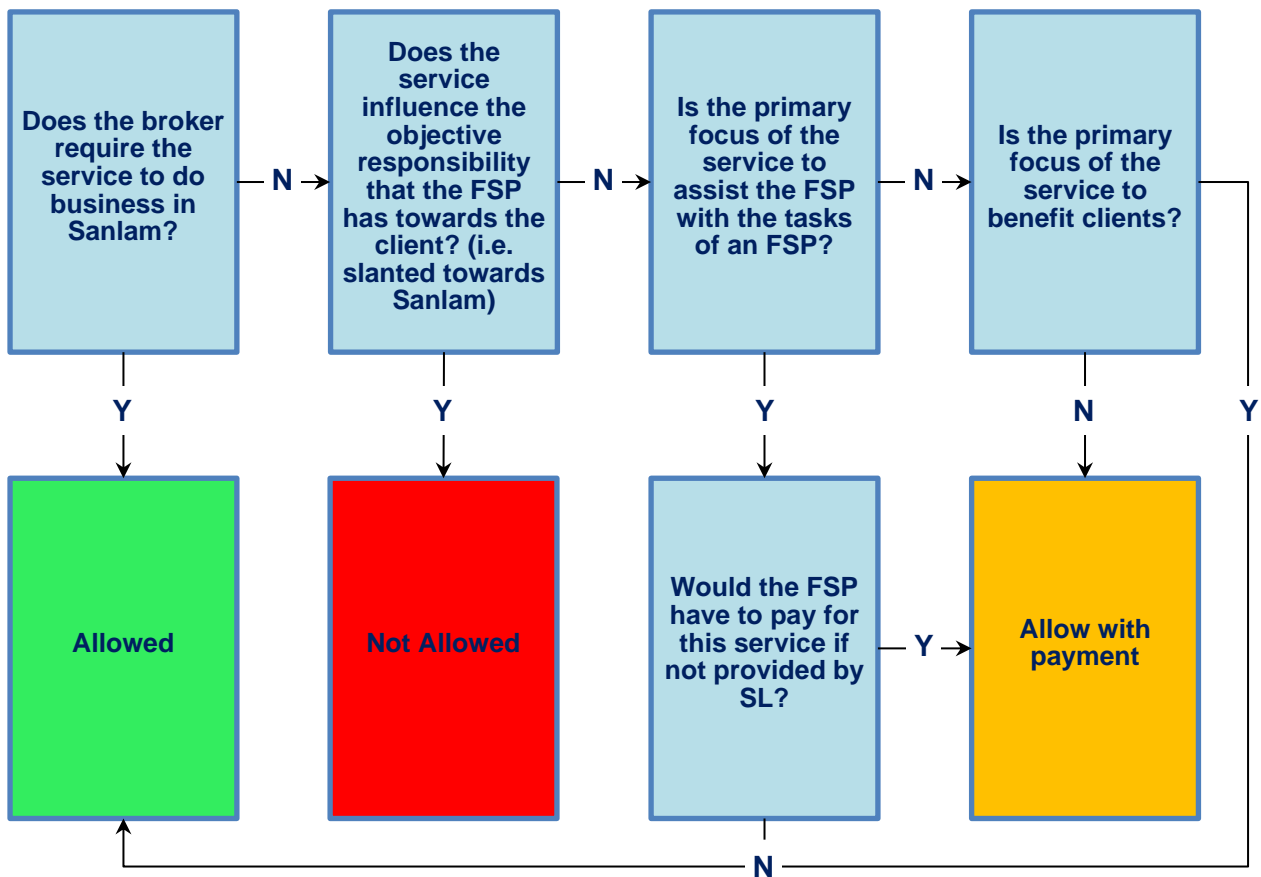 Does the broker
require the
service to do
business in
Sanlam?
N
Does the
service
influence the
objective
responsibility
that the FSP
has towards the
client? (i.e.
slanted towards
Sanlam)
N
Is the primary
focus of the
service to
assist the FSP
with the tasks
of an FSP?
N
Is the primary
focus of the
service to
benefit clients?
Y
Y
Y
N
Y
Allowed
Not Allowed
Would the FSP
have to pay for
this service if
not provided by
SL?
Y
Allow with
payment
N